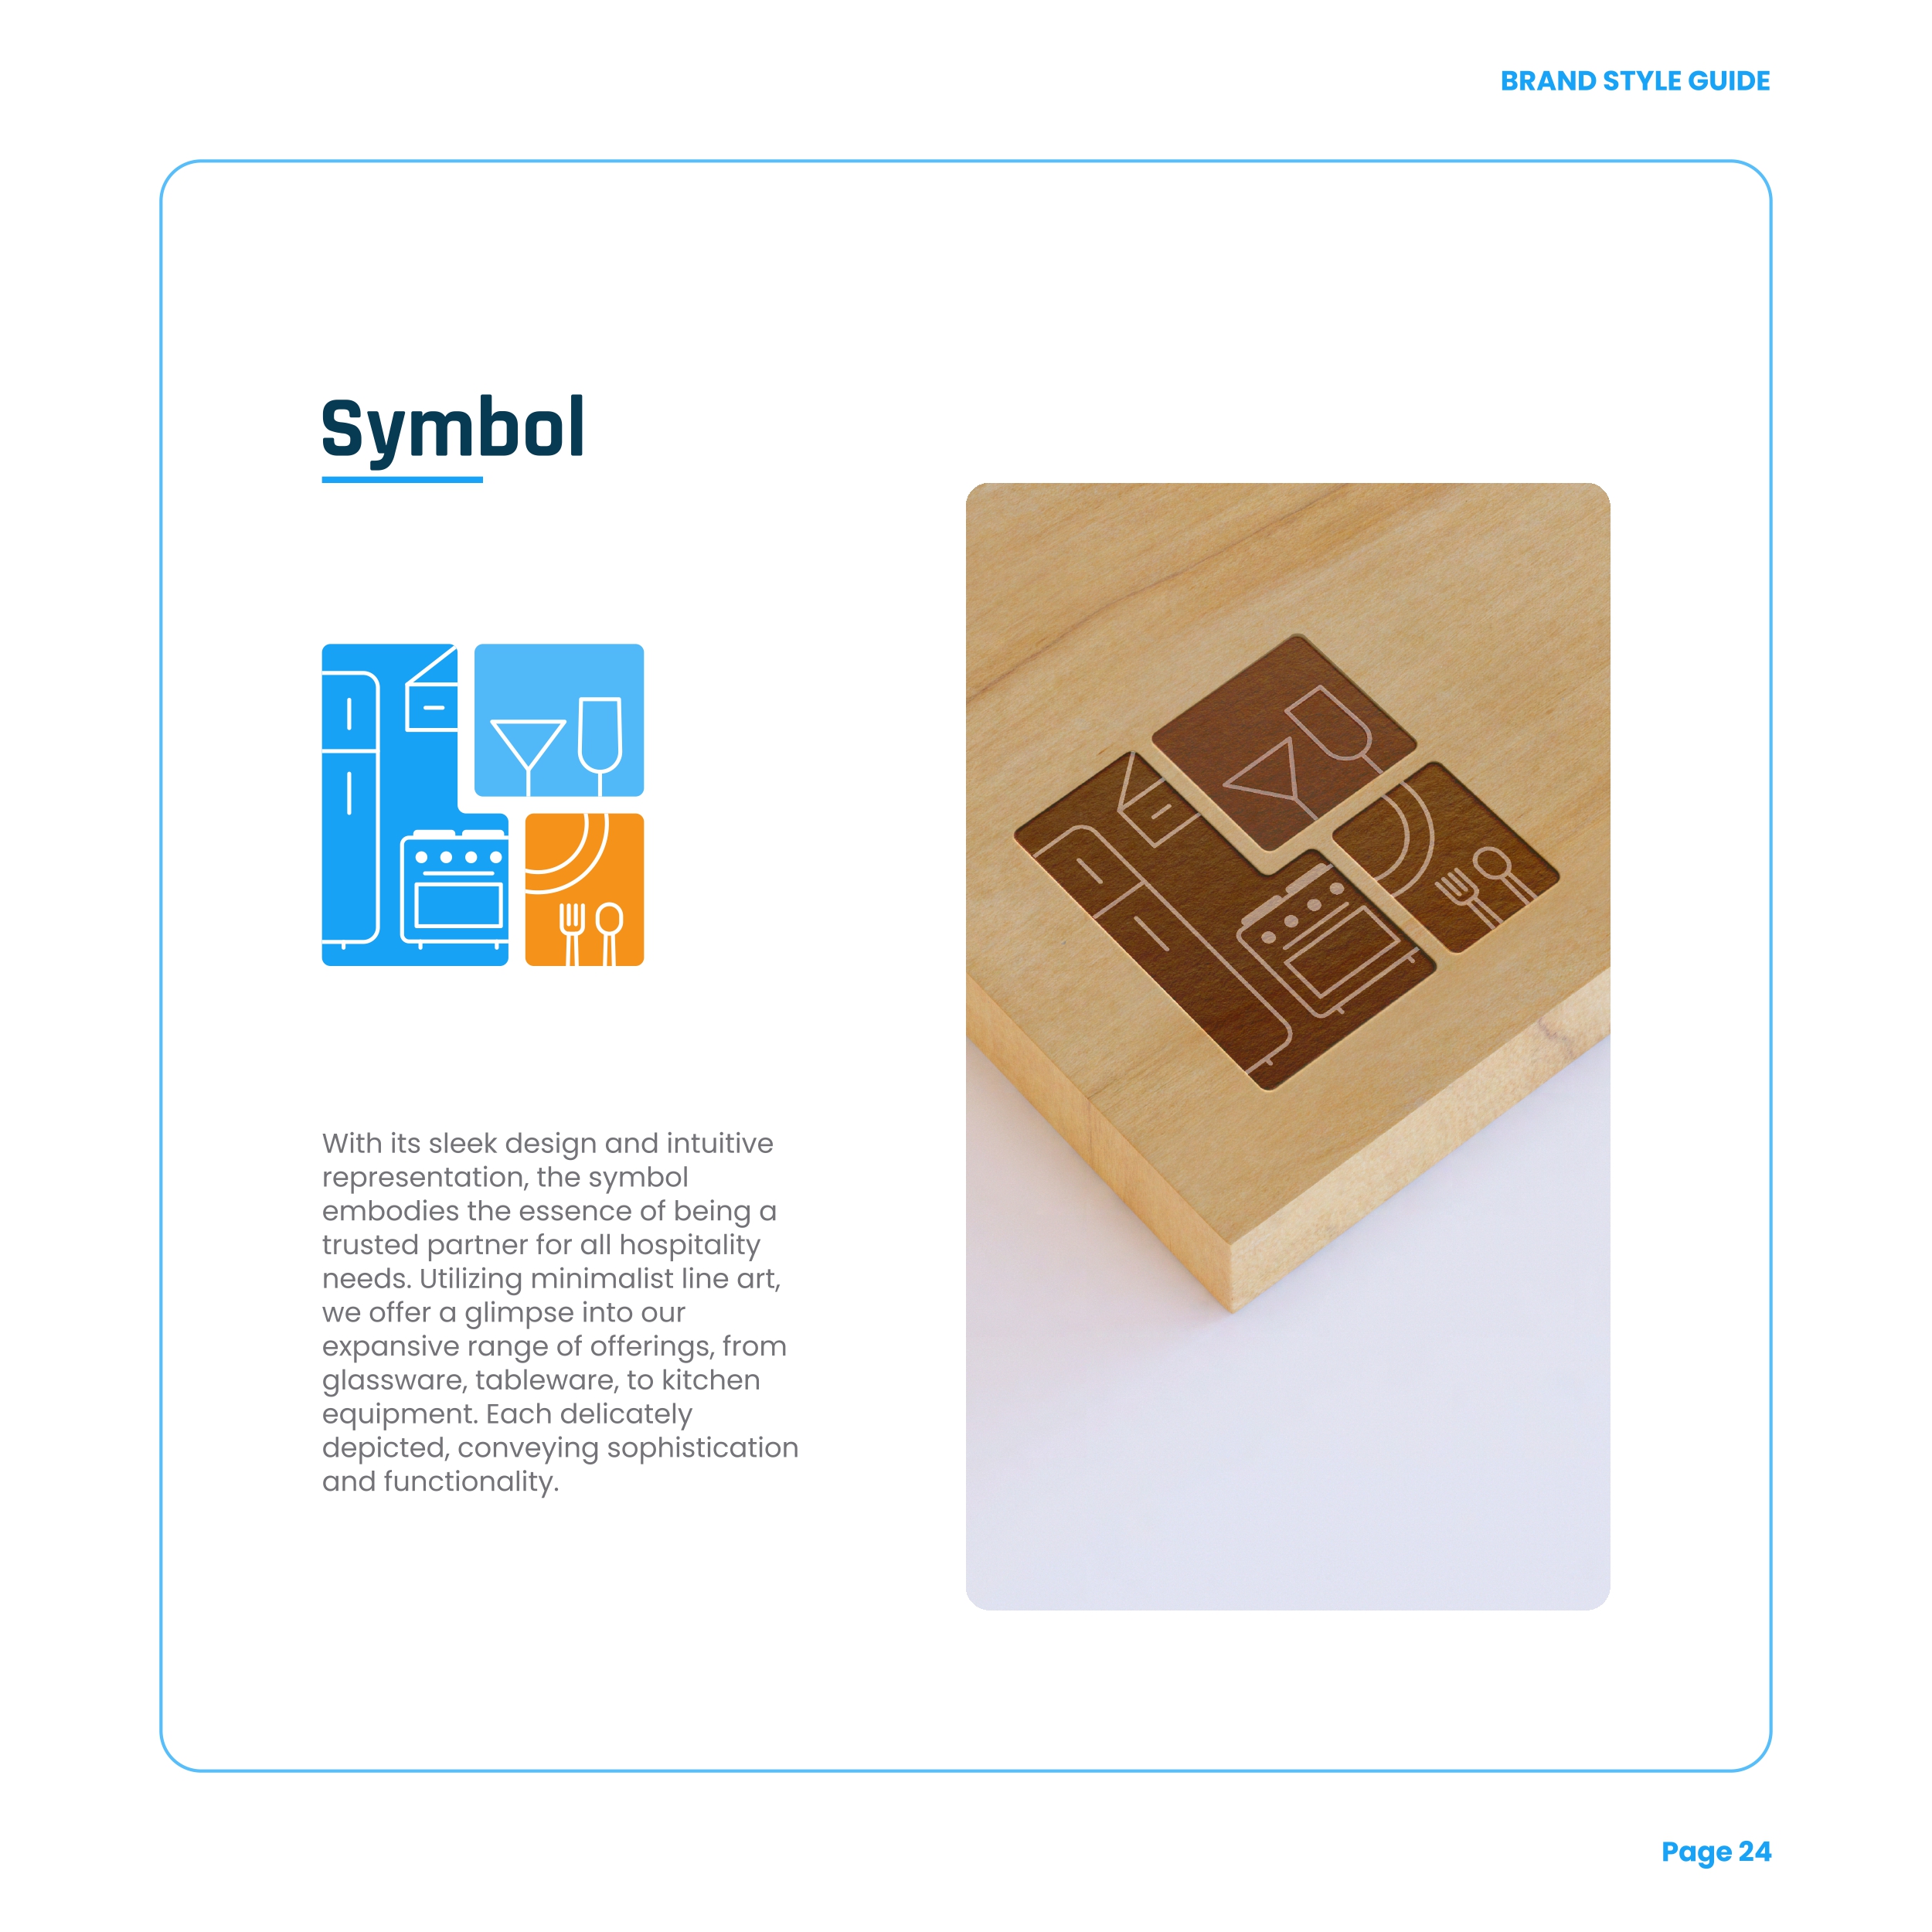 BRAND STYLE GUIDE
Symbol
With its sleek design and intuitive
representation, the symbol
embodies the essence of being a
trusted partner for all hospitality
needs. Utilizing minimalist line art,
we offer a glimpse into our
expansive range of offerings, from
glassware, tableware, to kitchen
equipment. Each delicately
depicted, conveying sophistication
and functionality.
Page 24